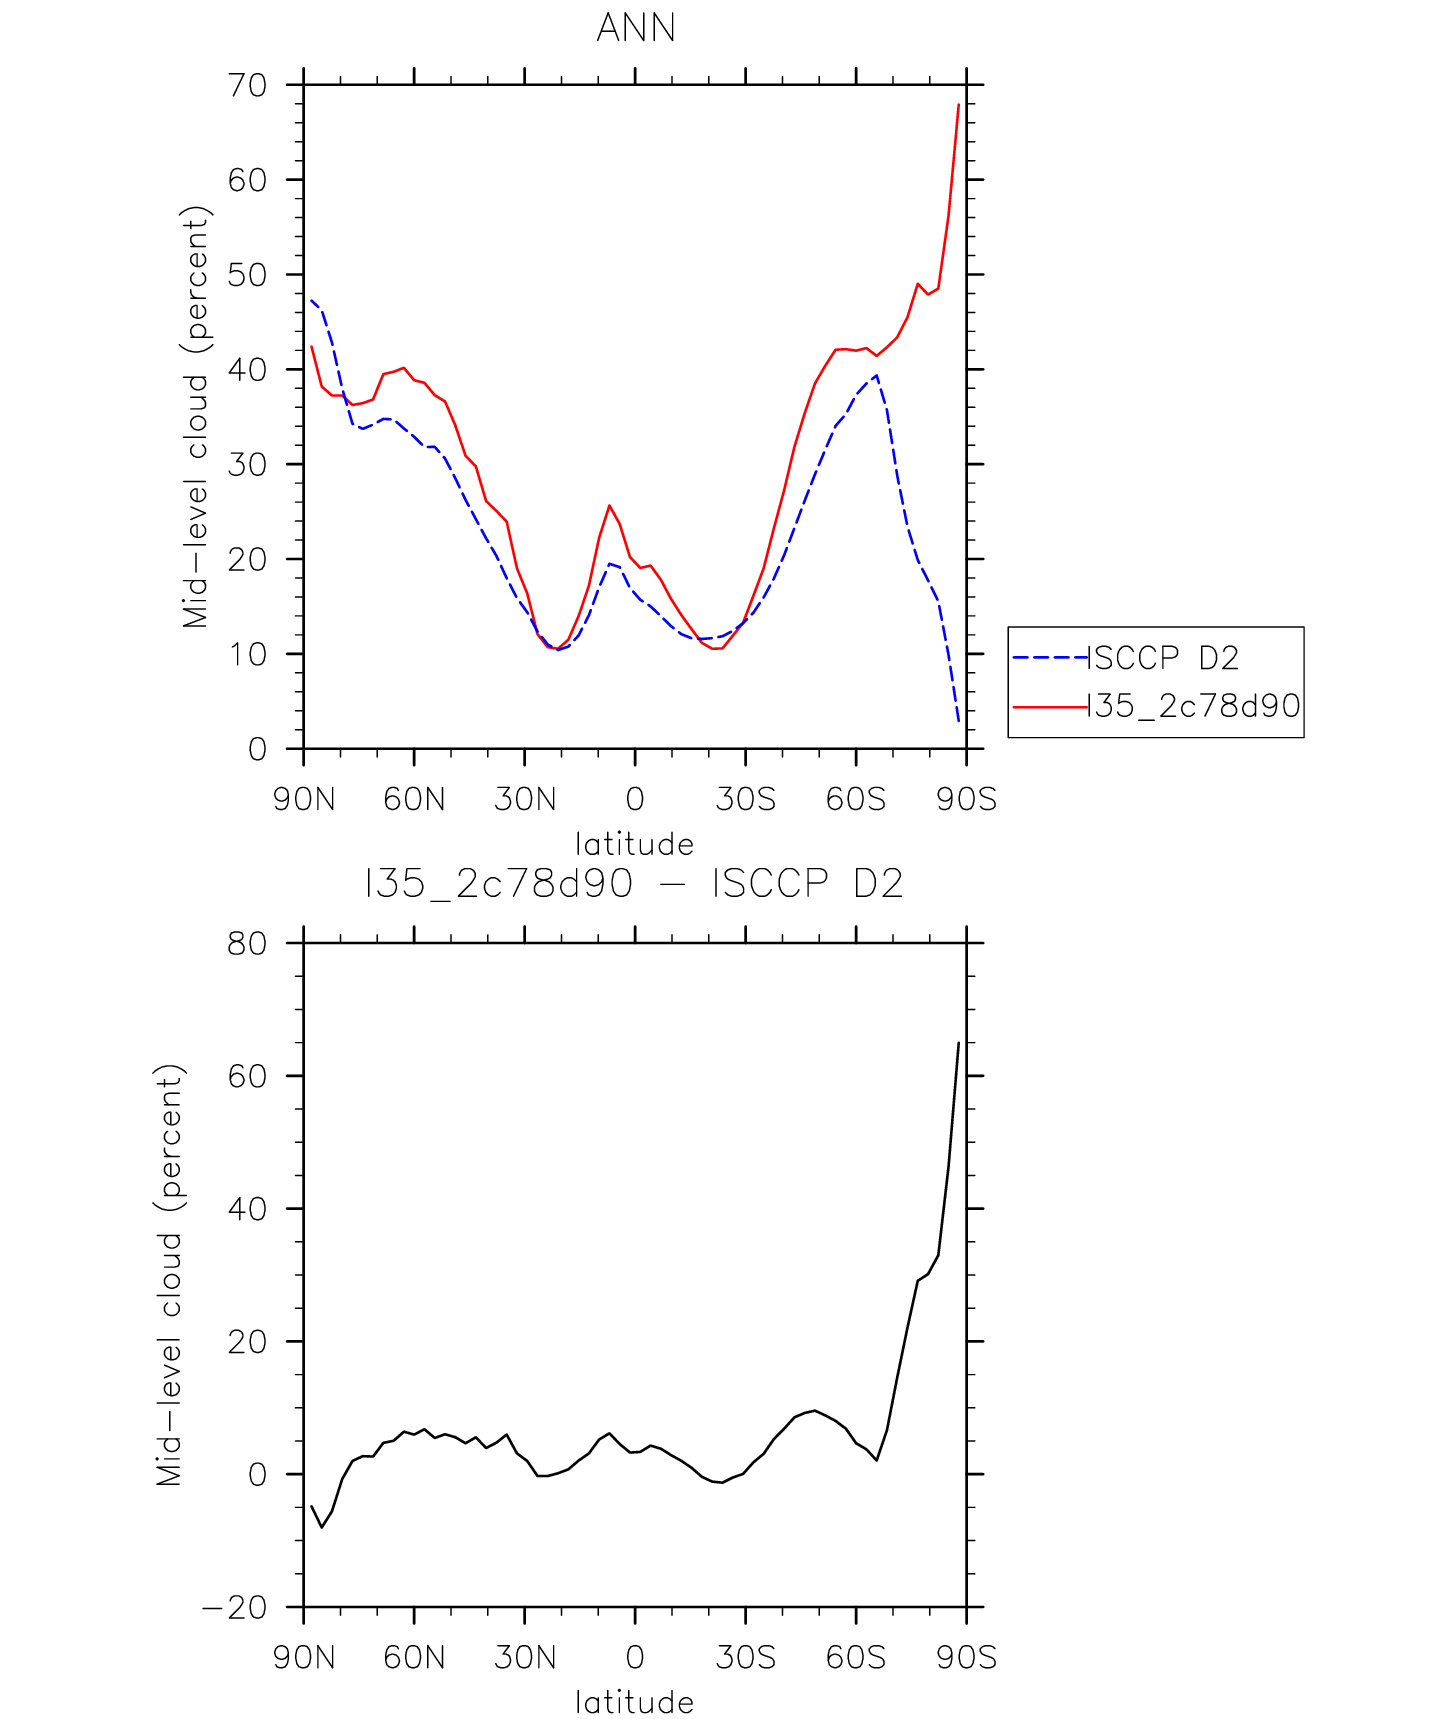 ANN
70
60
50
40
30
20
10
0
Mid-level cloud (percent)
90N 60N 30N 0 30S 60S 90S
latitude
ISCCP D2
I35_2c78d90
I35_2c78d90 - ISCCP D2
80
60
40
20
0
-20
Mid-level cloud (percent)
90N 60N 30N 0 30S 60S 90S
latitude